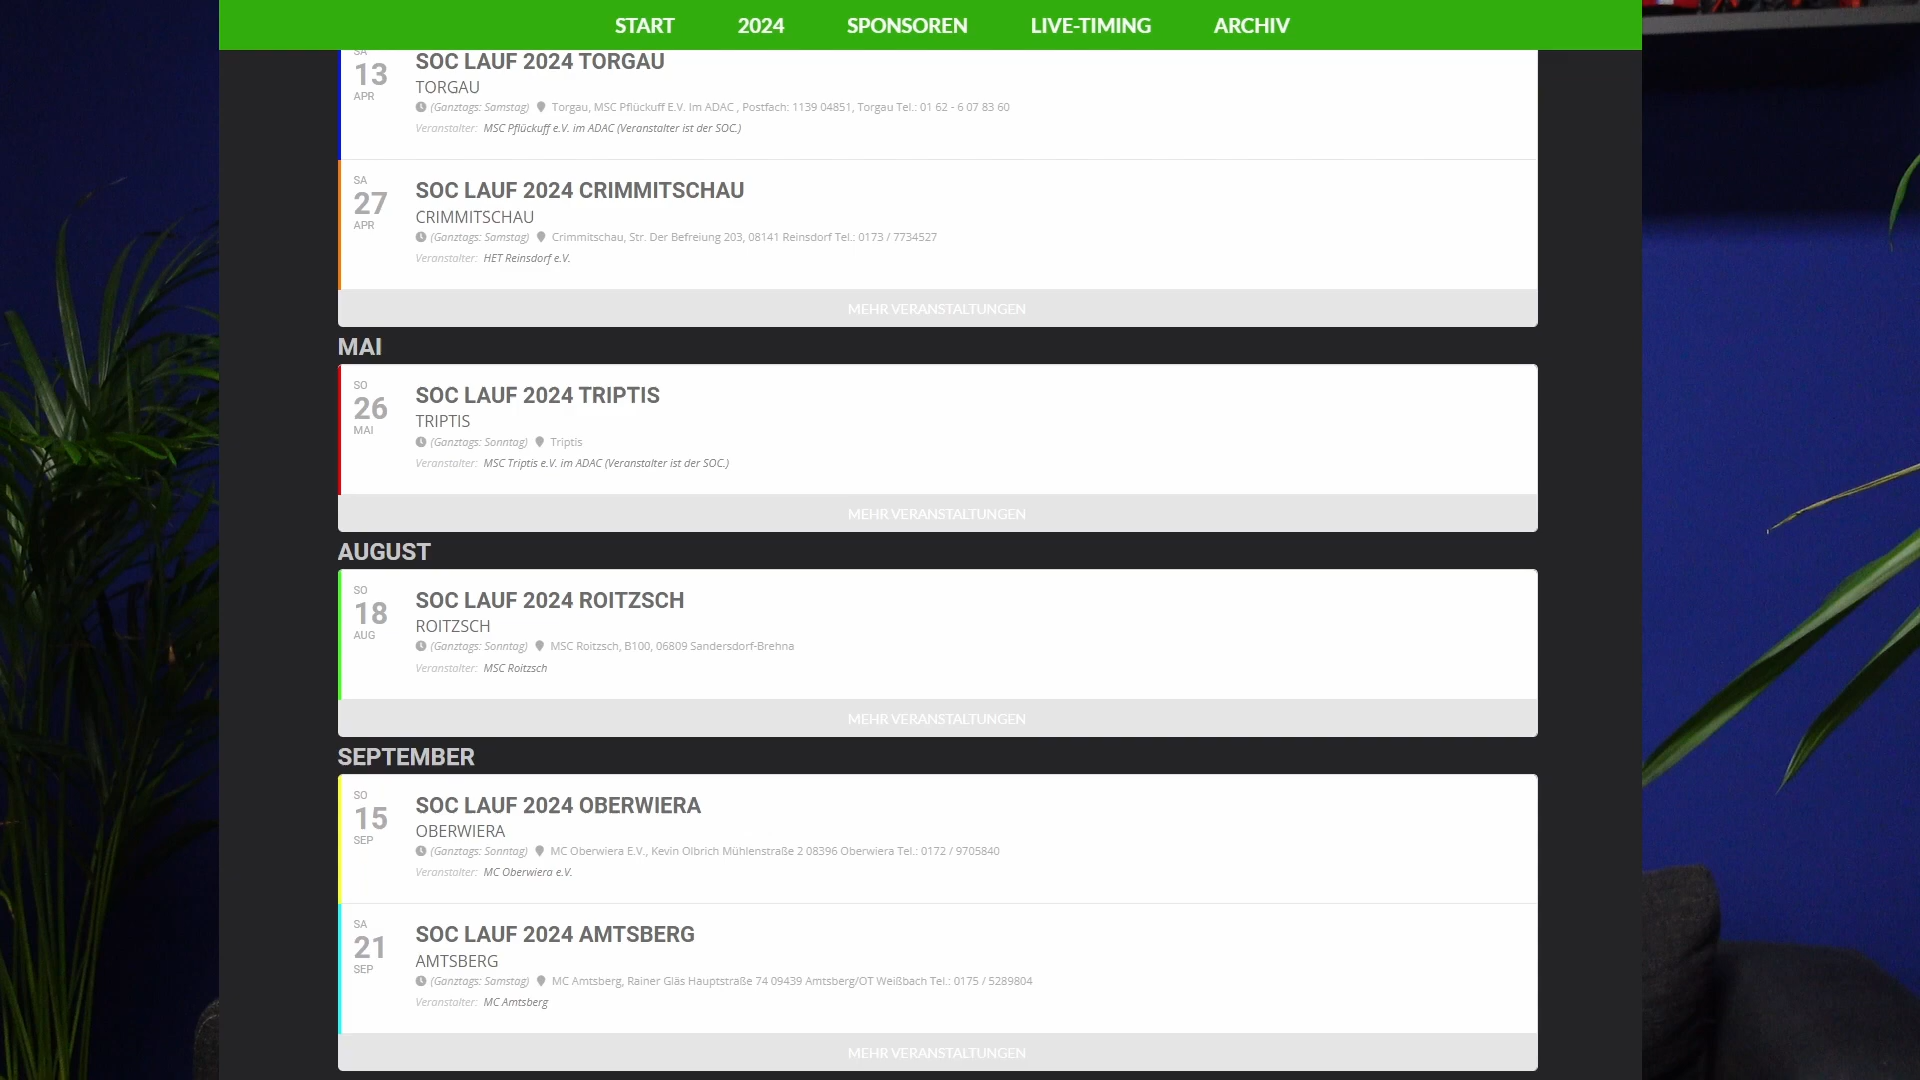 START 2024 SPONSOREN LIVE-TIMING ARCHIV
SA
13
APR
SOC LAUF 2024 TORGAU
TORGAU
(Ganztags: Samstag) Torgau, MSC Pflückuff E.V. Im ADAC , Postfach: 1139 04851, Torgau Tel.: 01 62 - 6 07 83 60
Veranstalter: MSC Pflückuff e.V. im ADAC (Veranstalter ist der SOC.)
SA
27
APR
SOC LAUF 2024 CRIMMITSCHAU
CRIMMITSCHAU
(Ganztags: Samstag) Crimmitschau, Str. Der Befreiung 203, 08141 Reinsdorf Tel.: 0173 / 7734527
Veranstalter: HET Reinsdorf e.V.
MEHR VERANSTALTUNGEN
MAI
SO
26
MAI
SOC LAUF 2024 TRIPTIS
TRIPTIS
(Ganztags: Sonntag) Triptis
Veranstalter: MSC Triptis e.V. im ADAC (Veranstalter ist der SOC.)
MEHR VERANSTALTUNGEN
AUGUST
SO
18
AUG
SOC LAUF 2024 ROITZSCH
ROITZSCH
(Ganztags: Sonntag) MSC Roitzsch, B100, 06809 Sandersdorf-Brehna
Veranstalter: MSC Roitzsch
MEHR VERANSTALTUNGEN
SEPTEMBER
SO
15
SEP
SOC LAUF 2024 OBERWIERA
OBERWIERA
(Ganztags: Sonntag) MC Oberwiera E.V., Kevin Olbrich Mühlenstraße 2 08396 Oberwiera Tel.: 0172 / 9705840
Veranstalter: MC Oberwiera e.V.
SA
21
SEP
SOC LAUF 2024 AMTSBERG
AMTSBERG
(Ganztags: Samstag) MC Amtsberg, Rainer Gläs Hauptstraße 74 09439 Amtsberg/OT Weißbach Tel.: 0175 / 5289804
Veranstalter: MC Amtsberg
MEHR VERANSTALTUNGEN